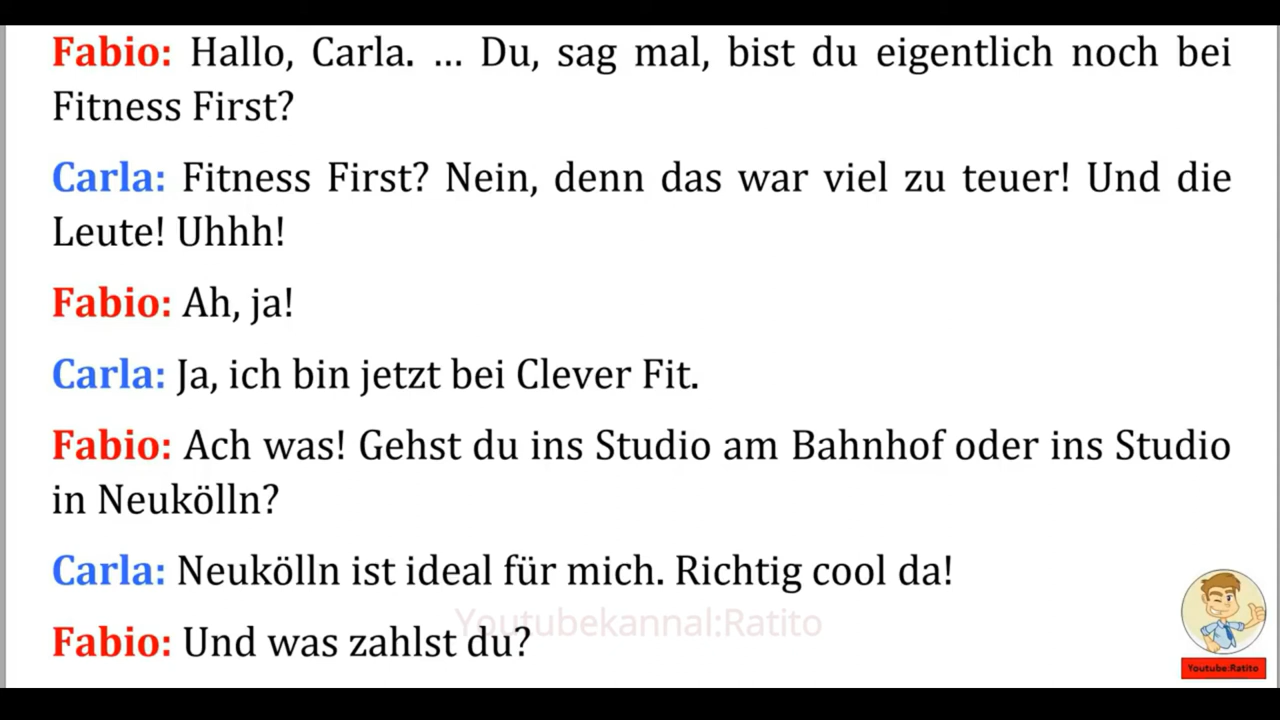 Fabio: Hallo, Carla. ... Du, sag mal, bist du eigentlich noch bei
Fitness First?
Carla: Fitness First? Nein, denn das war viel zu teuer! Und die
Leute! Uhhh!
Fabio: Ah, ja!
Carla: Ja, ich bin jetzt bei Clever Fit.
Fabio: Ach was! Gehst du ins Studio am Bahnhof oder ins Studio
in Neukölln?
Carla: Neukölln ist ideal für mich. Richtig cool da!
Youtubekannal:Ratito
Fabio: Und was zahlst du?
Youtube:Ratito